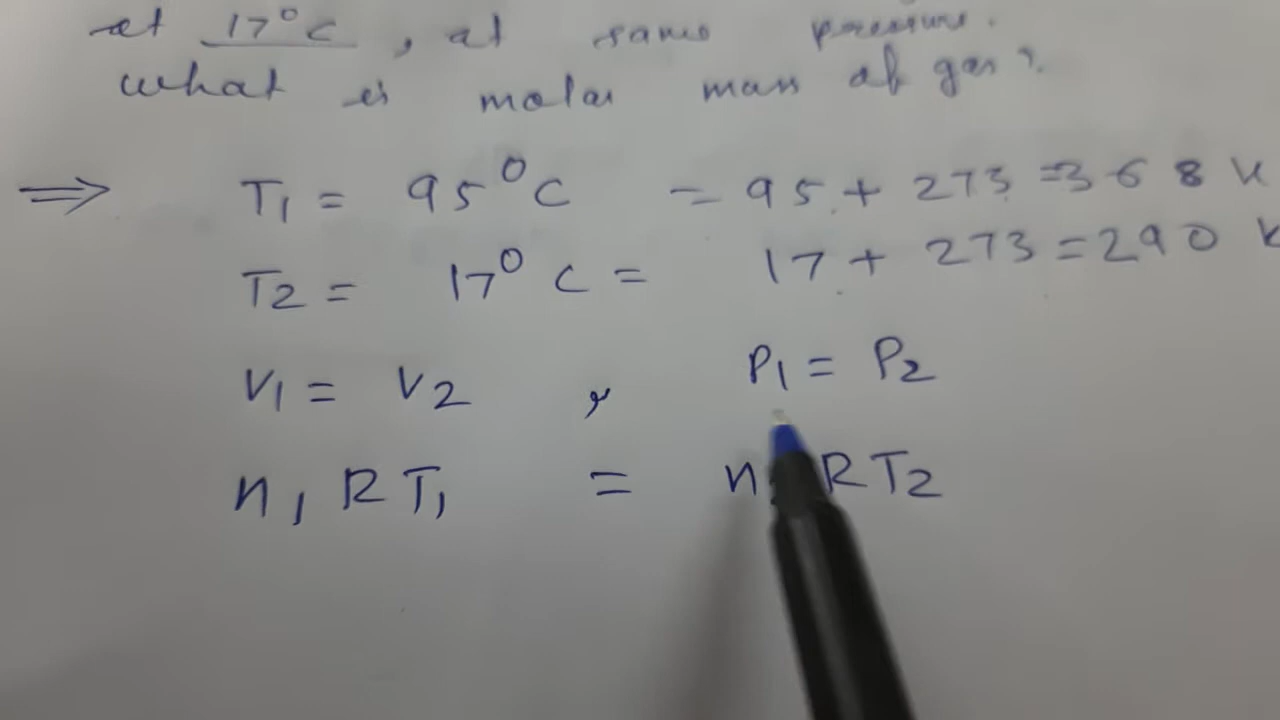 at 17°C, at same pressure.
what is molar mass of gas?
⇒ T1 = 95°C = 95 + 273 = 368 K
T2 = 17°C = 17 + 273 = 290 K
V1 = V2 , P1 = P2
n1 R T1 = n RT2